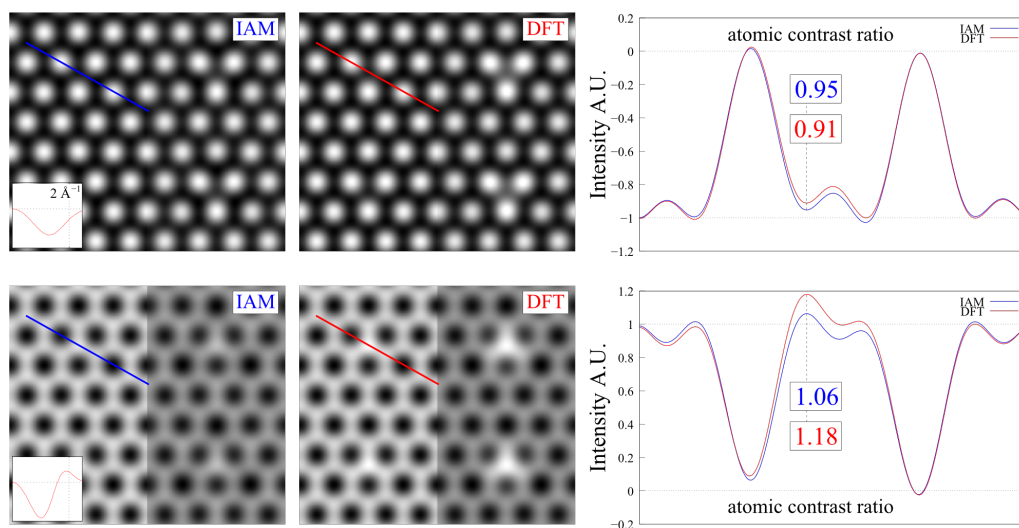 IAM
2 Å⁻¹
DFT
atomic contrast ratio
IAM
DFT
0.95
0.91
Intensity A.U.
0.2
0
−0.2
−0.4
−0.6
−0.8
−1
−1.2
IAM
DFT
1.2
1
0.8
0.6
0.4
0.2
0
−0.2
Intensity A.U.
IAM
DFT
1.06
1.18
atomic contrast ratio